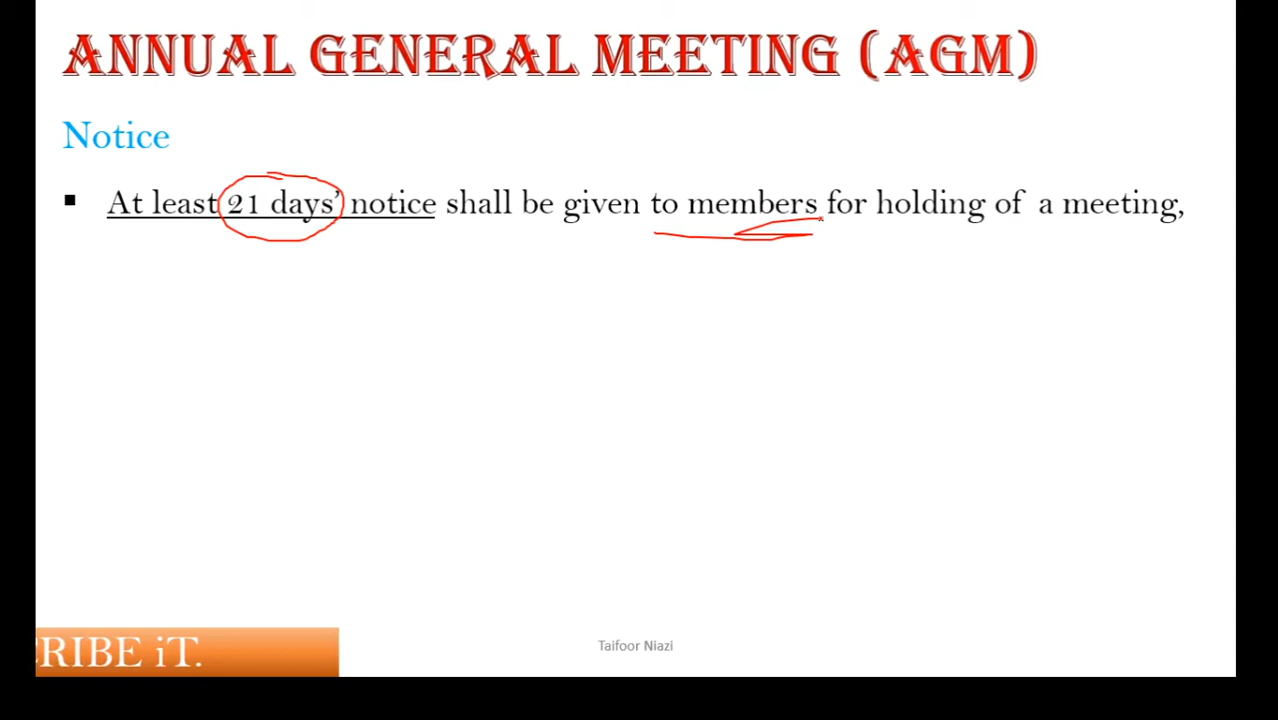 ANNUAL GENERAL MEETING (AGM)
Notice
▪ At least 21 days’ notice shall be given to members for holding of a meeting,
CRIBE iT.
Taifoor Niazi